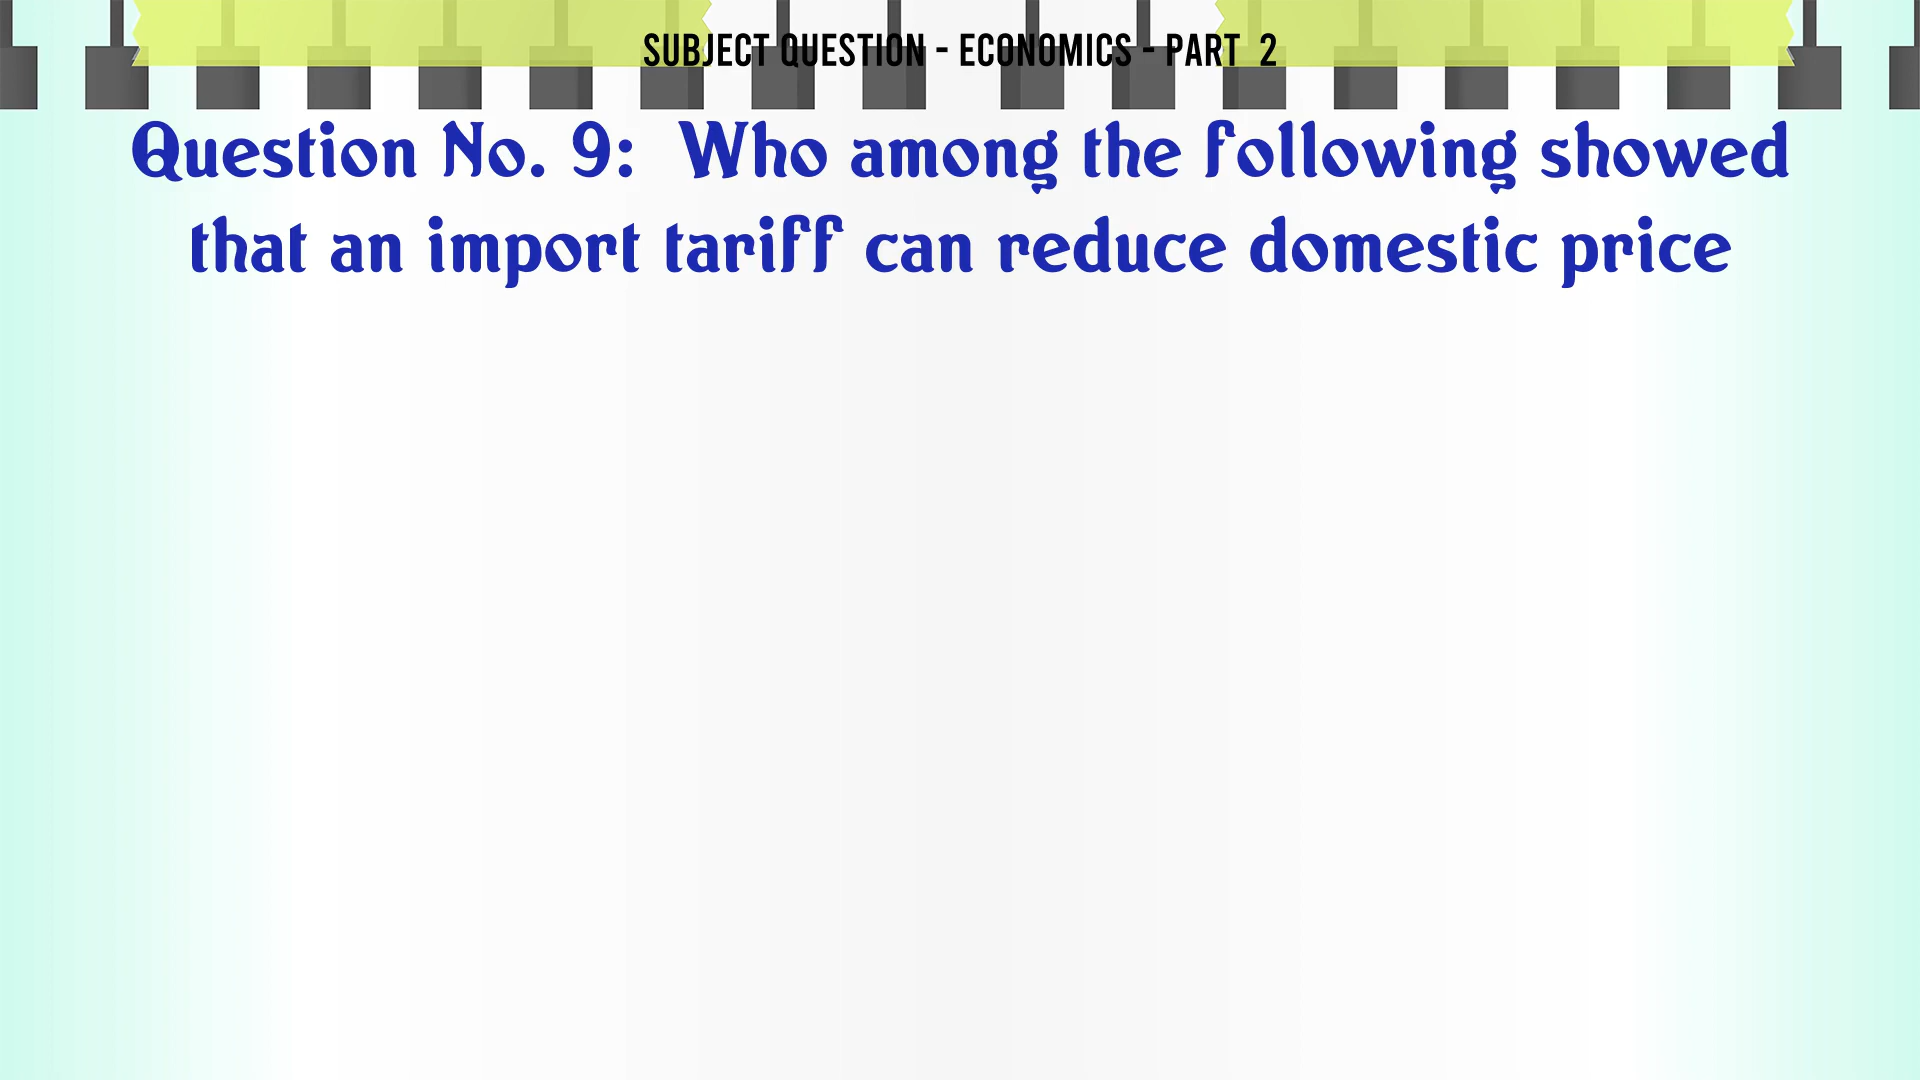 SUBJECT QUESTION - ECONOMICS - PART 2
Question No. 9: Who among the following showed
that an import tariff can reduce domestic price